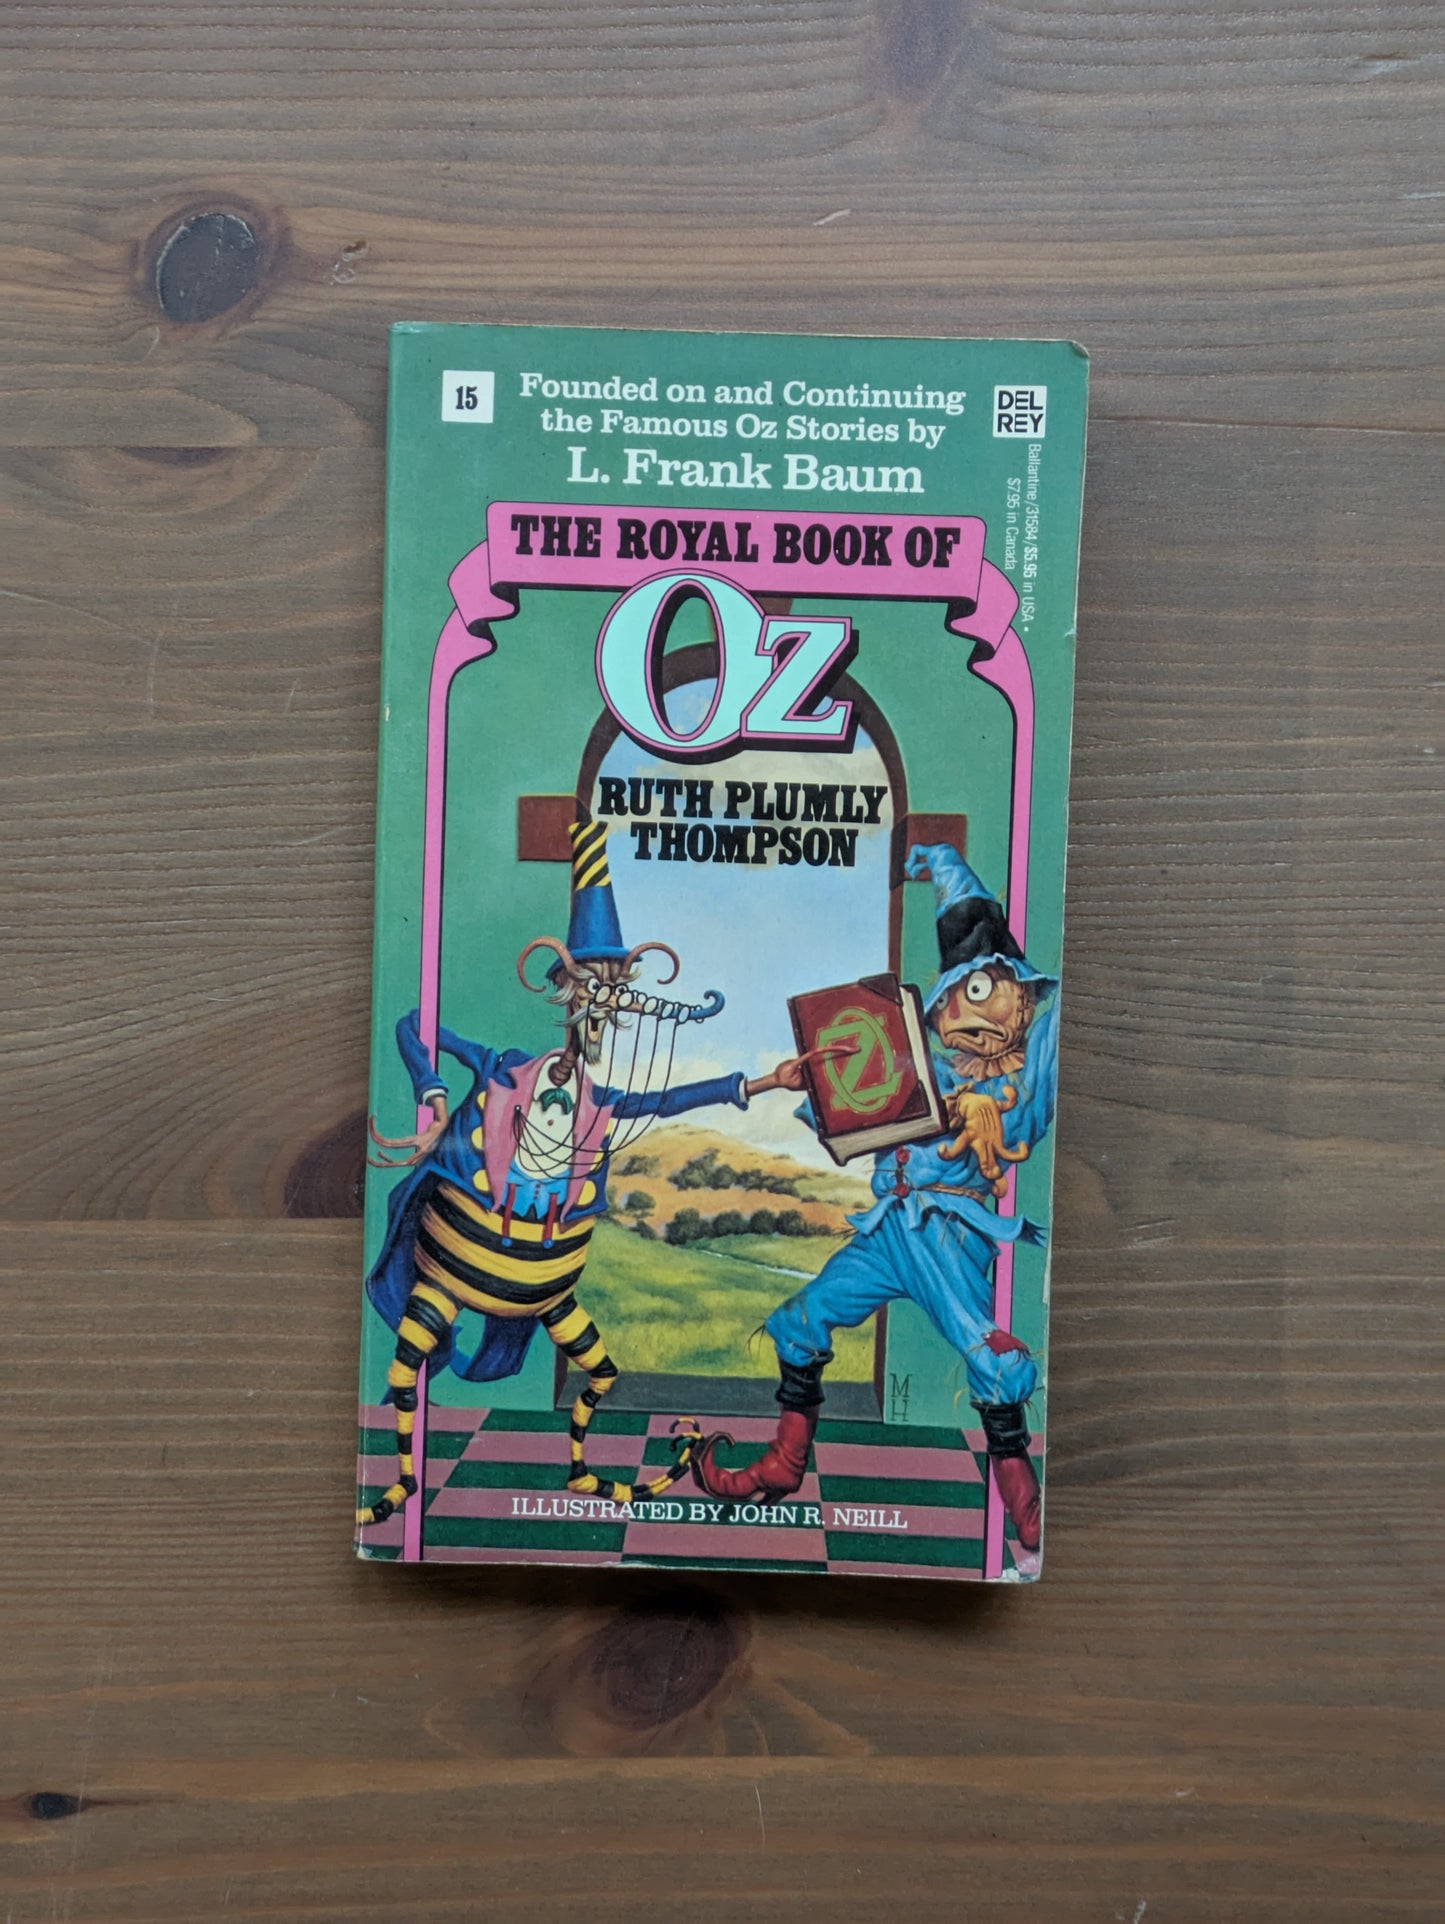 15
Founded on and Continuing
the Famous Oz Stories by
L. Frank Baum
DEL
REY
Ballantine/31584/$5.95 in USA •
$7.95 in Canada
THE ROYAL BOOK OF
Oz
RUTH PLUMLY
THOMPSON
OZ
M
H
ILLUSTRATED BY JOHN R. NEILL